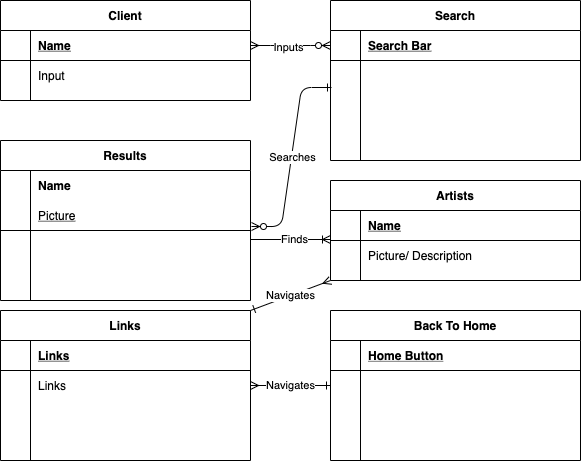 Client
Name
Input
Inputs
Search
Search Bar
Searches
Results
Name
Picture
Finds
Artists
Name
Picture/ Description
Navigates
Links
Links
Links
Navigates
Back To Home
Home Button